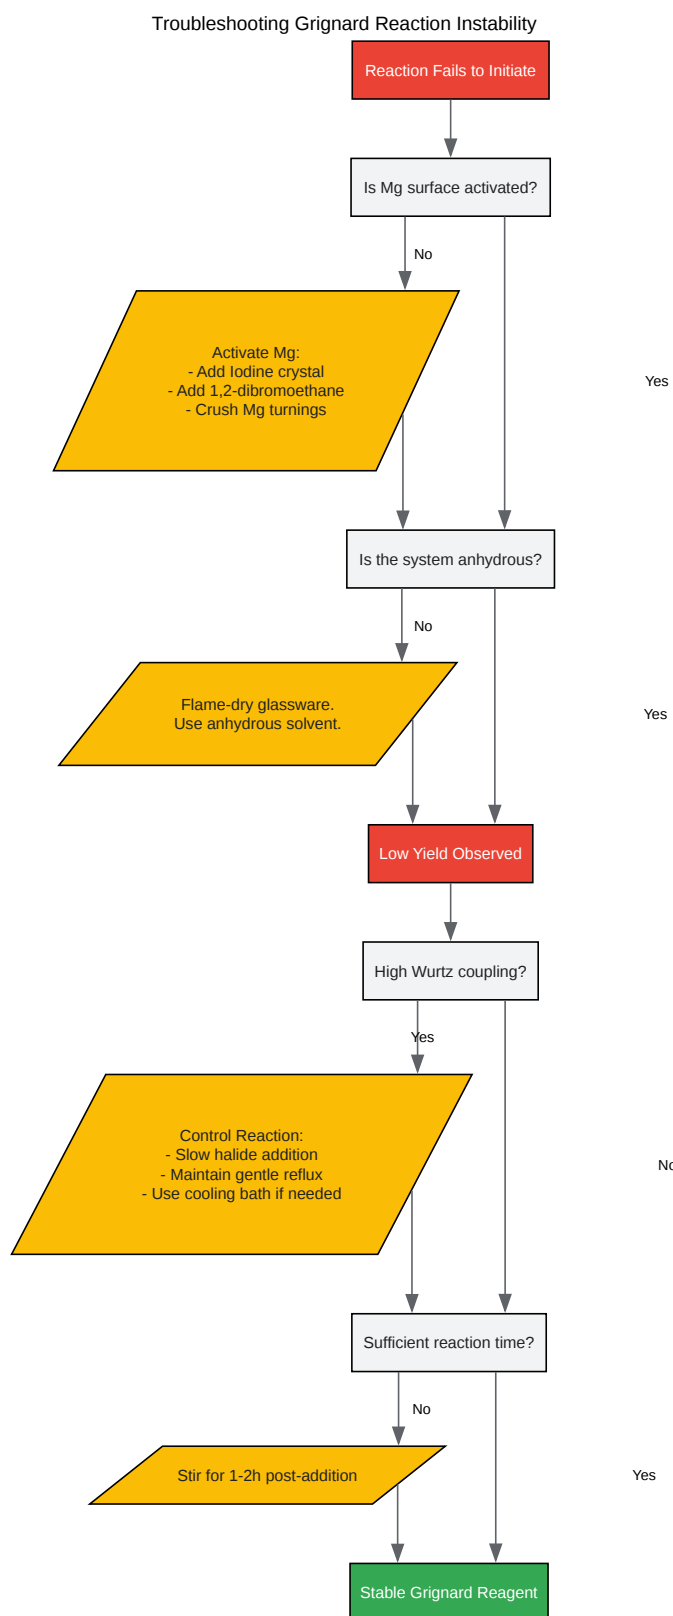 Troubleshooting Grignard Reaction Instability
Reaction Fails to Initiate
Is Mg surface activated?
No
Activate Mg:
- Add Iodine crystal
- Add 1,2-dibromoethane
- Crush Mg turnings
Yes
Is the system anhydrous?
No
Flame-dry glassware.
Use anhydrous solvent.
Yes
Low Yield Observed
High Wurtz coupling?
Yes
Control Reaction:
- Slow halide addition
- Maintain gentle reflux
- Use cooling bath if needed
No
Sufficient reaction time?
No
Stir for 1-2h post-addition
Yes
Stable Grignard Reagent